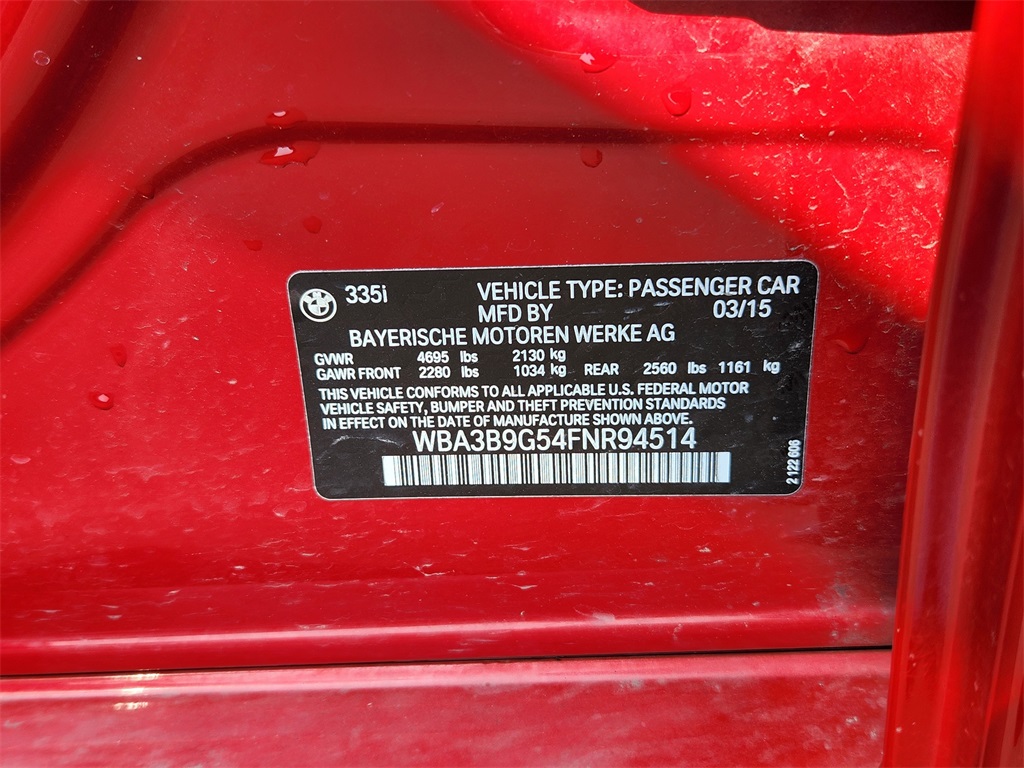 335i VEHICLE TYPE: PASSENGER CAR
MFD BY 03/15
BAYERISCHE MOTOREN WERKE AG
GVWR 4695 lbs 2130 kg
GAWR FRONT 2280 lbs 1034 kg REAR 2560 lbs 1161 kg
THIS VEHICLE CONFORMS TO ALL APPLICABLE U.S. FEDERAL MOTOR
VEHICLE SAFETY, BUMPER AND THEFT PREVENTION STANDARDS
IN EFFECT ON THE DATE OF MANUFACTURE SHOWN ABOVE.
WBA3B9G54FNR94514
2 122 606